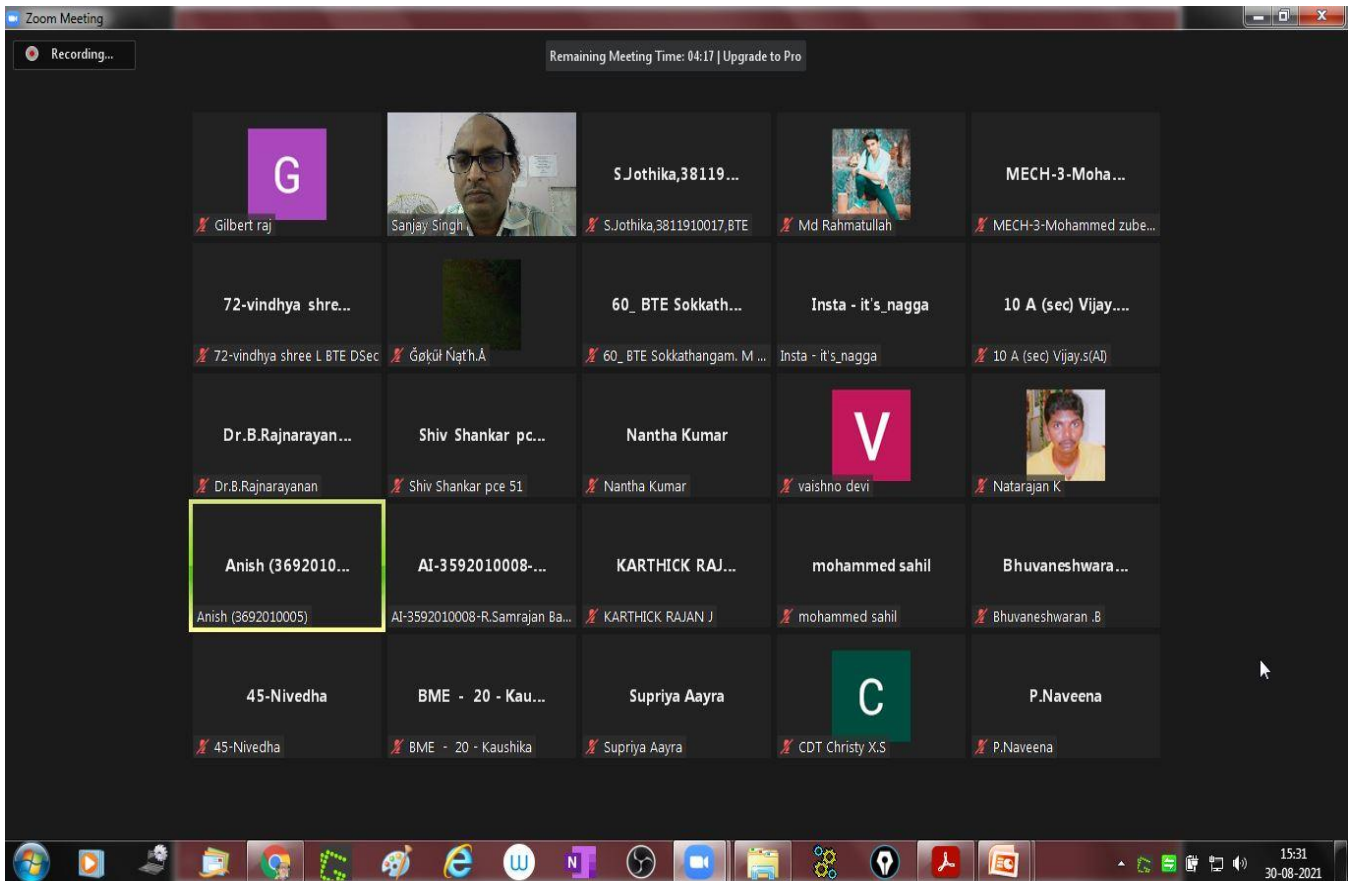 Zoom Meeting
Recording...
Remaining Meeting Time: 04:17 | Upgrade to Pro
G
Gilbert raj
Sanjay Singh
S.Jothika,38119...
S.Jothika,3811910017,BTE
Md Rahmatullah
MECH-3-Moha...
MECH-3-Mohammed zube...
72-vindhya shre...
72-vindhya shree L BTE DSec
Ğøķūł Ńąťh.Å
60_ BTE Sokkath...
60_ BTE Sokkathangam. M ...
Insta - it's_nagga
Insta - it's_nagga
10 A (sec) Vijay....
10 A (sec) Vijay.s(AI)
Dr.B.Rajnarayan...
Dr.B.Rajnarayanan
Shiv Shankar pc...
Shiv Shankar pce 51
Nantha Kumar
Nantha Kumar
V
vaishno devi
Natarajan K
Anish (3692010...
Anish (3692010005)
AI-3592010008-...
AI-3592010008-R.Samrajan Ba...
KARTHICK RAJ...
KARTHICK RAJAN J
mohammed sahil
mohammed sahil
Bhuvaneshwara...
Bhuvaneshwaran .B
45-Nivedha
45-Nivedha
BME - 20 - Kau...
BME - 20 - Kaushika
Supriya Aayra
Supriya Aayra
C
CDT Christy X.S
P.Naveena
P.Naveena
15:31
30-08-2021